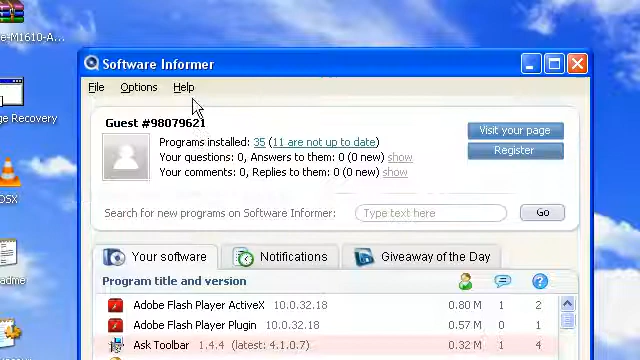 e-M1610-A...
Software Informer
File Options Help
ge Recovery
Guest #98079621
Programs installed: 35 (11 are not up to date)
Your questions: 0, Answers to them: 0 (0 new) show
Your comments: 0, Replies to them: 0 (0 new) show
Visit your page
Register
OSX
Search for new programs on Software Informer: Type text here Go
Your software Notifications Giveaway of the Day
Program title and version
adme
Adobe Flash Player ActiveX 10.0.32.18 0.80 M 1 2
Adobe Flash Player Plugin 10.0.32.18 0.57 M 0 1
Ask Toolbar 1.4.4 (latest: 4.1.0.7) 0.32 M 1 4